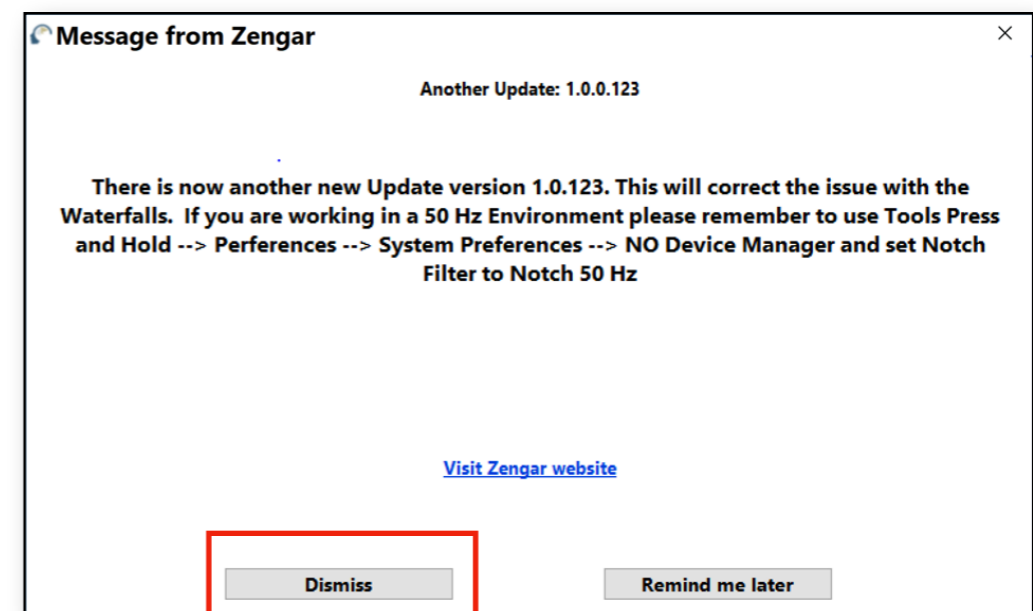 Message from Zengar
Another Update: 1.0.0.123
There is now another new Update version 1.0.123. This will correct the issue with the
Waterfalls.  If you are working in a 50 Hz Environment please remember to use Tools Press
and Hold --> Perferences --> System Preferences --> NO Device Manager and set Notch
Filter to Notch 50 Hz
Visit Zengar website
Dismiss
Remind me later